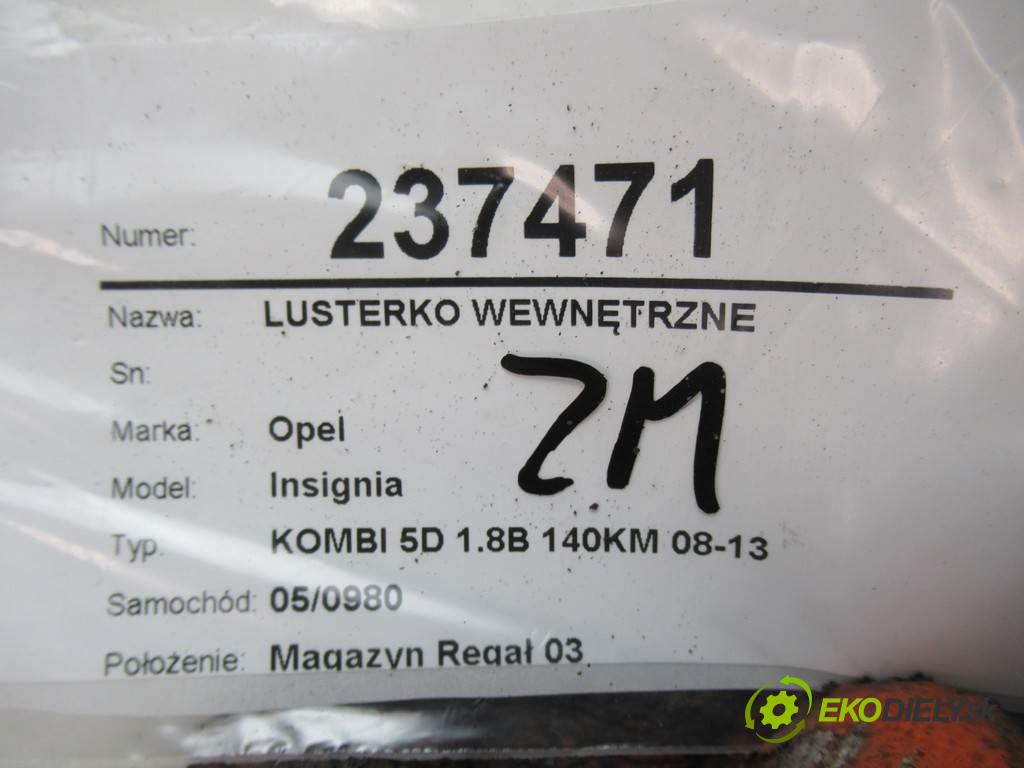 Numer: 237471
Nazwa: LUSTERKO WEWNĘTRZNE
Sn:
ZM
Marka: Opel
Model: Insignia
Typ: KOMBI 5D 1.8B 140KM 08-13
Samochód: 05/0980
Położenie: Magazyn Regał 03
EKODIELY.sk